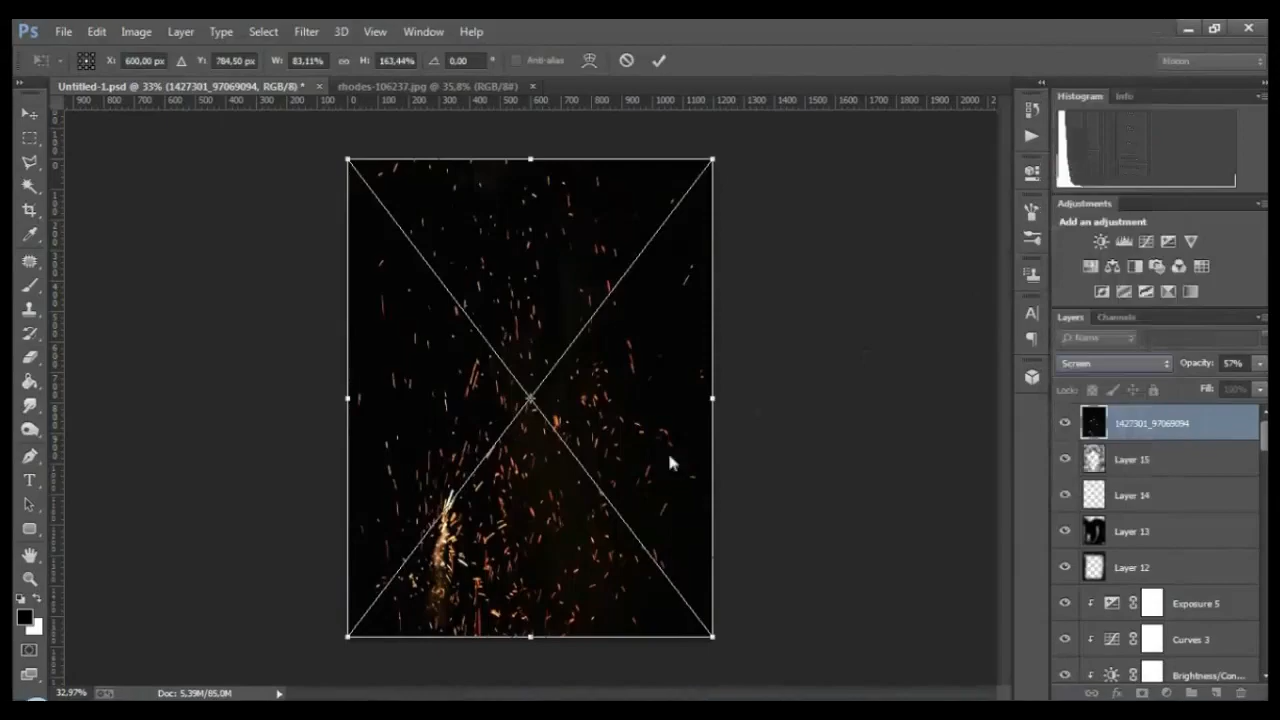 Ps File Edit Image Layer Type Select Filter 3D View Window Help
X: 600,00 px Y: 784,50 px W: 83,11% H: 163,44% 0,00 ° Anti-alias
Untitled-1.psd @ 33% (1427301_97069094, RGB/8) * × rhodes-106237.jpg @ 35,8% (RGB/8#) ×
900 800 700 600 500 400 300 200 100 0 100 200 300 400 500 600 700 800 900 1000 1100 1200 1300 1400 1500 1600 1700 1800 1900 2000 2
Histogram Info
Adjustments
Add an adjustment
Layers Channels
Name
Screen Opacity: 57%
Lock: Fill: 100%
1427301_97069094
Layer 15
Layer 14
Layer 13
Layer 12
Exposure 5
Curves 3
Brightness/Con...
32,97% Doc: 5,39M/85,0M